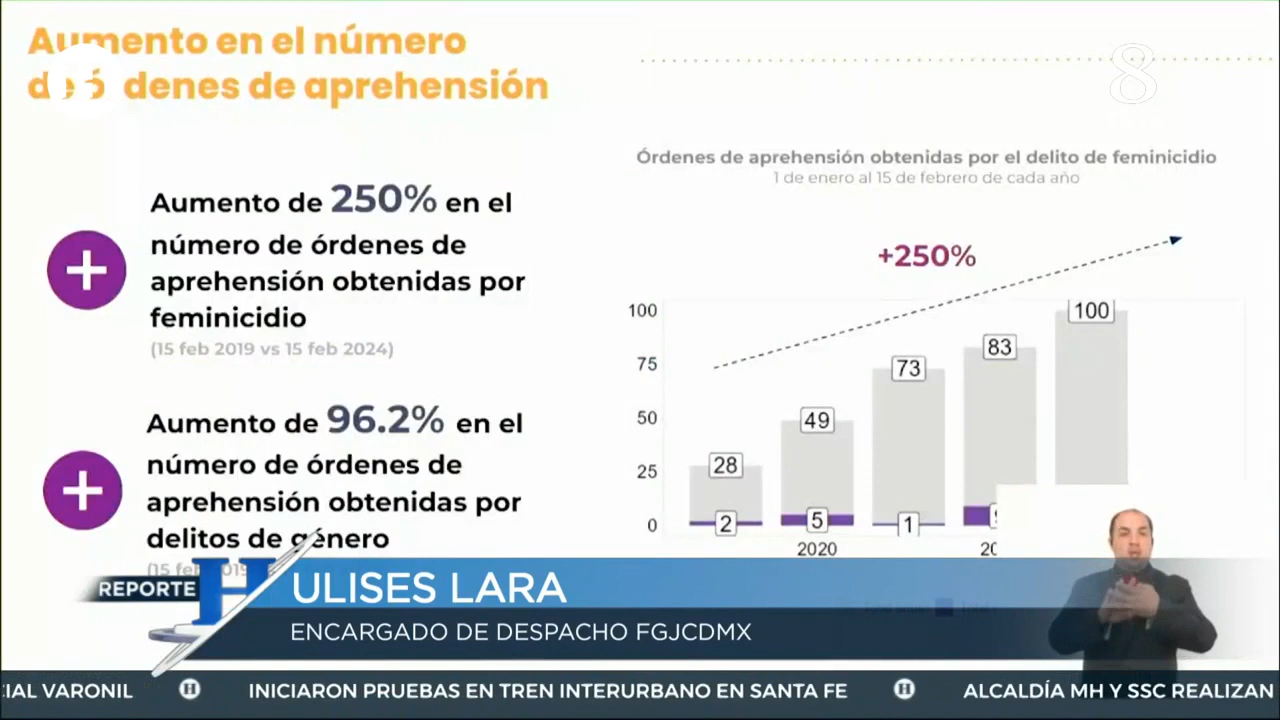 Aumento en el número
denes de aprehensión
8
Aumento de 250% en el
número de órdenes de
aprehensión obtenidas por
feminicidio
(15 feb 2019 vs 15 feb 2024)
Aumento de 96.2% en el
número de órdenes de
aprehensión obtenidas por
delitos de género
(15 feb
Órdenes de aprehensión obtenidas por el delito de feminicidio
1 de enero al 15 de febrero de cada año
+250%
100
75
50
25
0
28
49
73
83
100
2
5
1
2020
REPORTE H
ULISES LARA
ENCARGADO DE DESPACHO FGJCDMX
CIAL VARONIL H INICIARON PRUEBAS EN TREN INTERURBANO EN SANTA FE H ALCALDÍA MH Y SSC REALIZAN